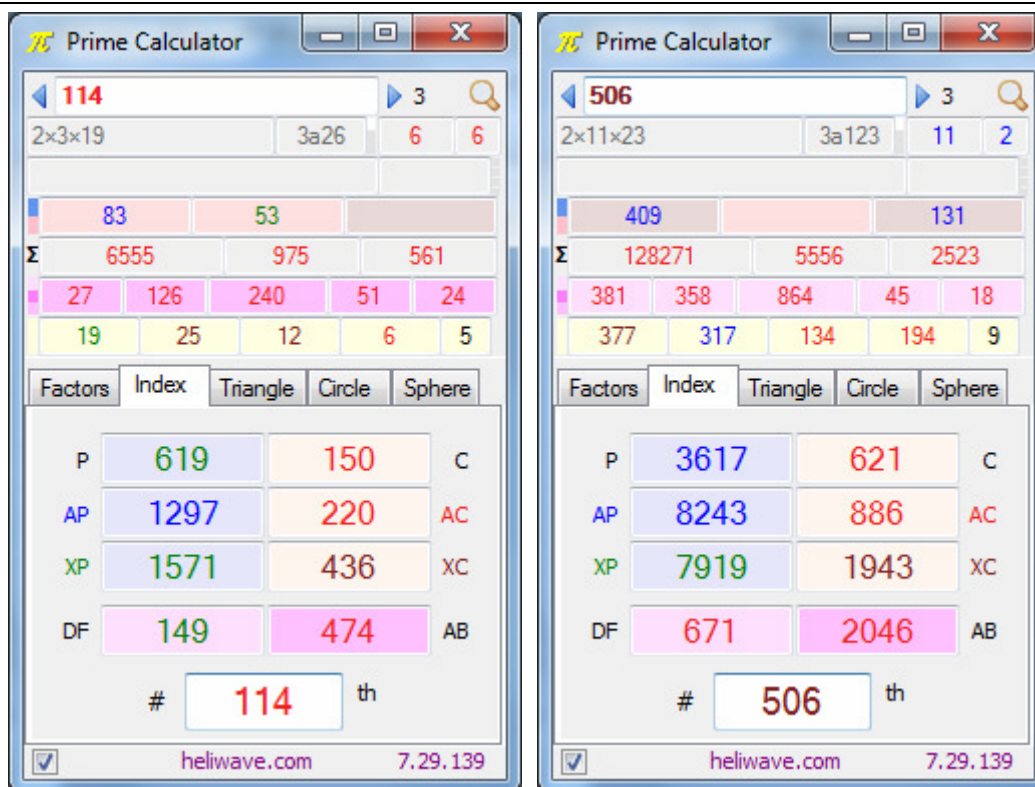 Prime Calculator
114 3
2×3×19 3a26 6 6
83 53
Σ 6555 975 561
27 126 240 51 24
19 25 12 6 5
Factors Index Triangle Circle Sphere
P 619 150 C
AP 1297 220 AC
XP 1571 436 XC
DF 149 474 AB
# 114 th
heliwave.com 7.29.139
Prime Calculator
506 3
2×11×23 3a123 11 2
409 131
Σ 128271 5556 2523
381 358 864 45 18
377 317 134 194 9
Factors Index Triangle Circle Sphere
P 3617 621 C
AP 8243 886 AC
XP 7919 1943 XC
DF 671 2046 AB
# 506 th
heliwave.com 7.29.139